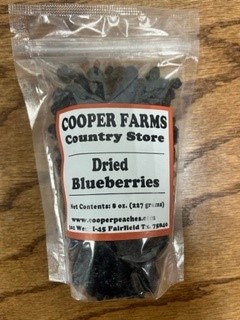 COOPER FARMS
Country Store
Dried
Blueberries
Net Contents: 8 oz. (227 grams)
www.cooperpeaches.com
I-45 Fairfield Tx. 75840